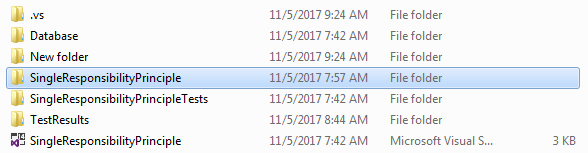 .vs 11/5/2017 9:24 AM File folder
Database 11/5/2017 7:42 AM File folder
New folder 11/5/2017 9:24 AM File folder
SingleResponsibilityPrinciple 11/5/2017 7:57 AM File folder
SingleResponsibilityPrincipleTests 11/5/2017 7:42 AM File folder
TestResults 11/5/2017 8:44 AM File folder
SingleResponsibilityPrinciple 11/5/2017 7:42 AM Microsoft Visual S... 3 KB